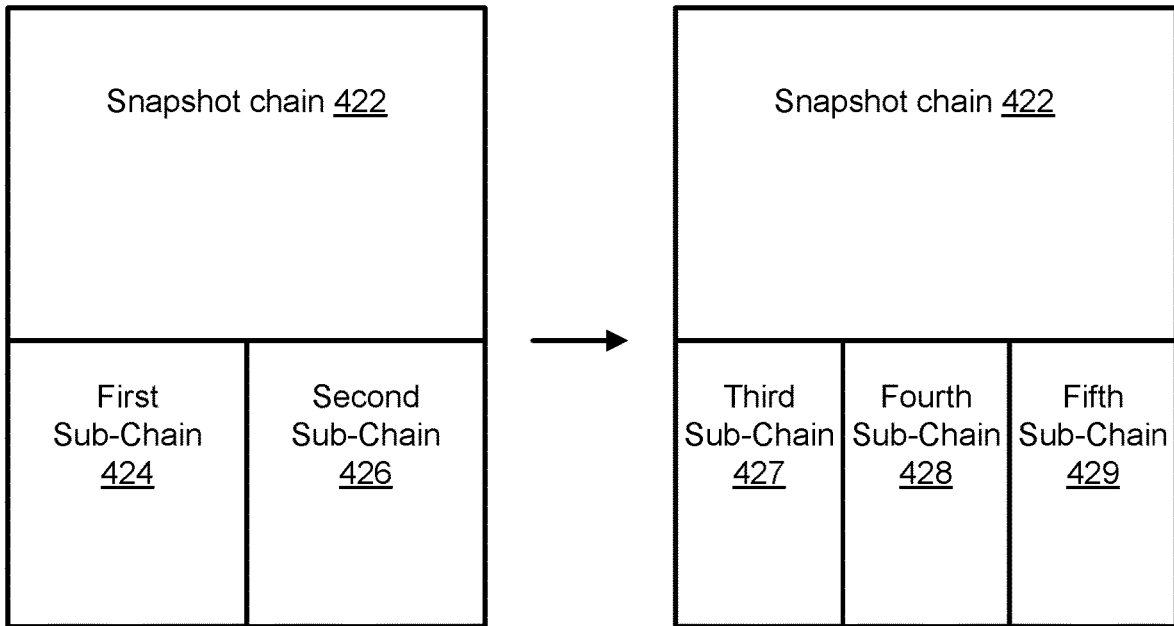 Snapshot chain 422
First
Sub-Chain
424
Second
Sub-Chain
426
Snapshot chain 422
Third
Sub-Chain
427
Fourth
Sub-Chain
428
Fifth
Sub-Chain
429